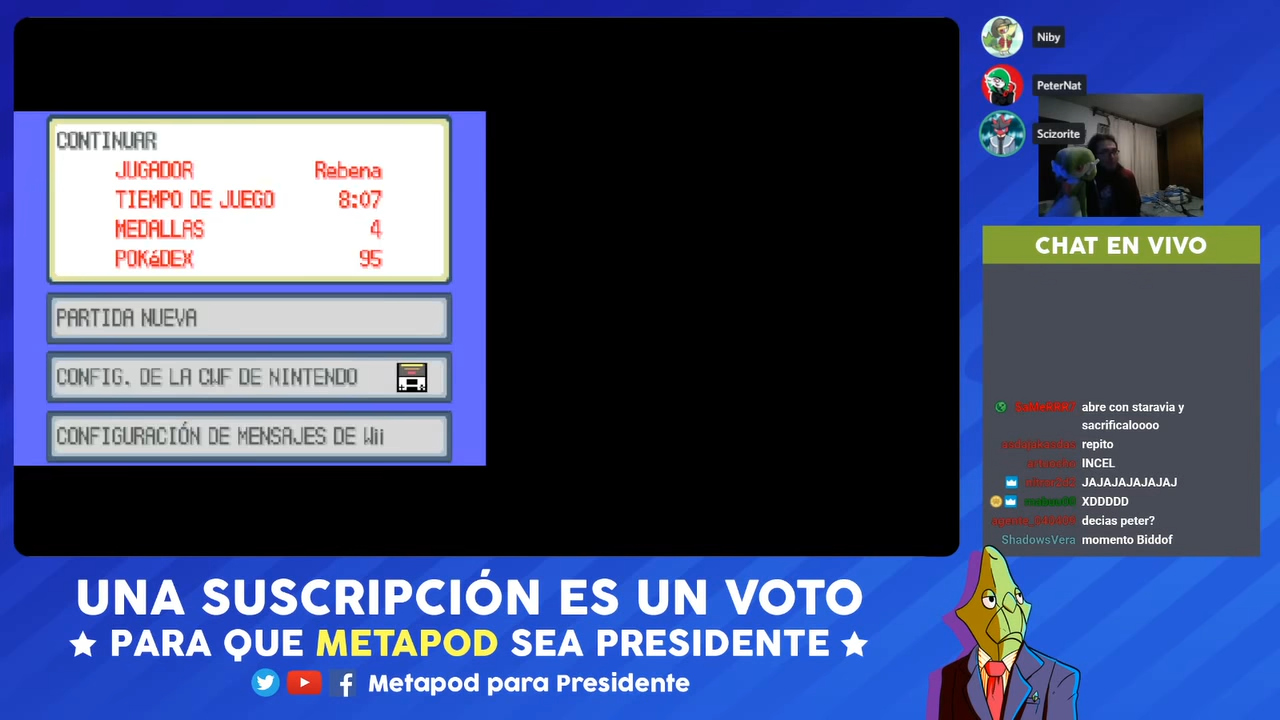 CONTINUAR
JUGADOR Rebena
TIEMPO DE JUEGO 8:07
MEDALLAS 4
POKéDEX 95
PARTIDA NUEVA
CONFIG. DE LA CWF DE NINTENDO
CONFIGURACIÓN DE MENSAJES DE Wii
Niby
PeterNat
Scizorite
CHAT EN VIVO
abre con staravia y
sacrificaloooo
repito
INCEL
JAJAJAJAJAJAJ
XDDDDD
decias peter?
ShadowsVera momento Biddof
UNA SUSCRIPCIÓN ES UN VOTO
★ PARA QUE METAPOD SEA PRESIDENTE ★
Metapod para Presidente